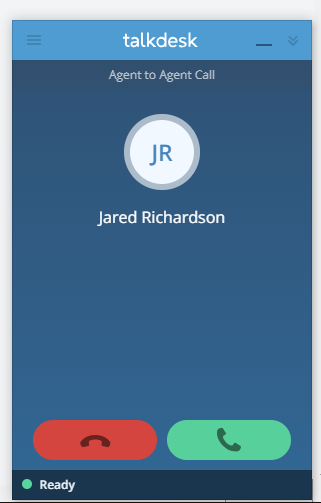 talkdesk
Agent to Agent Call
JR
Jared Richardson
Ready